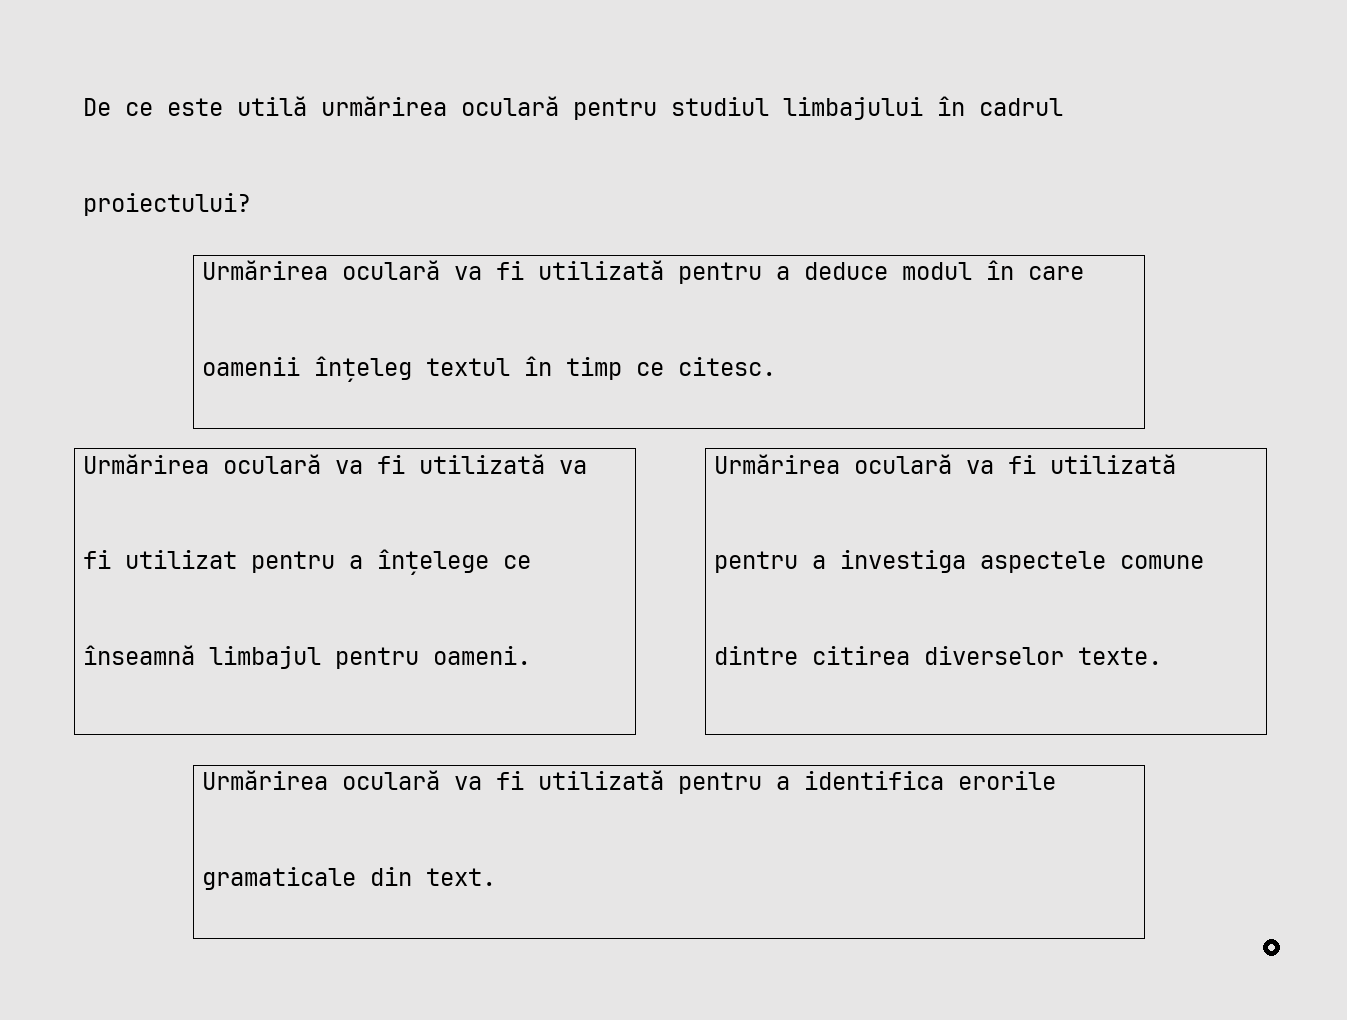 De ce este utilă urmărirea oculară pentru studiul limbajului în cadrul
proiectului?
Urmărirea oculară va fi utilizată pentru a deduce modul în care
oamenii înțeleg textul în timp ce citesc.
Urmărirea oculară va fi utilizată va
fi utilizat pentru a înțelege ce
înseamnă limbajul pentru oameni.
Urmărirea oculară va fi utilizată
pentru a investiga aspectele comune
dintre citirea diverselor texte.
Urmărirea oculară va fi utilizată pentru a identifica erorile
gramaticale din text.